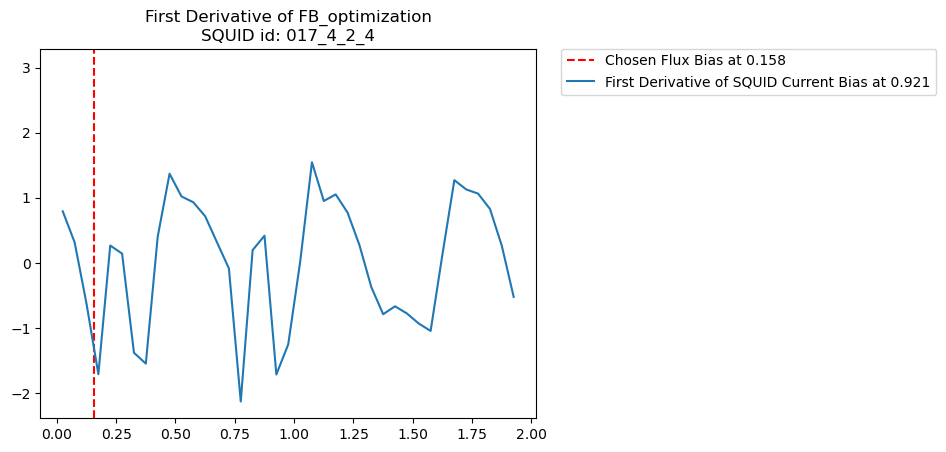 First Derivative of FB_optimization
SQUID id: 017_4_2_4
Chosen Flux Bias at 0.158
First Derivative of SQUID Current Bias at 0.921
3
2
1
0
−1
−2
0.00 0.25 0.50 0.75 1.00 1.25 1.50 1.75 2.00